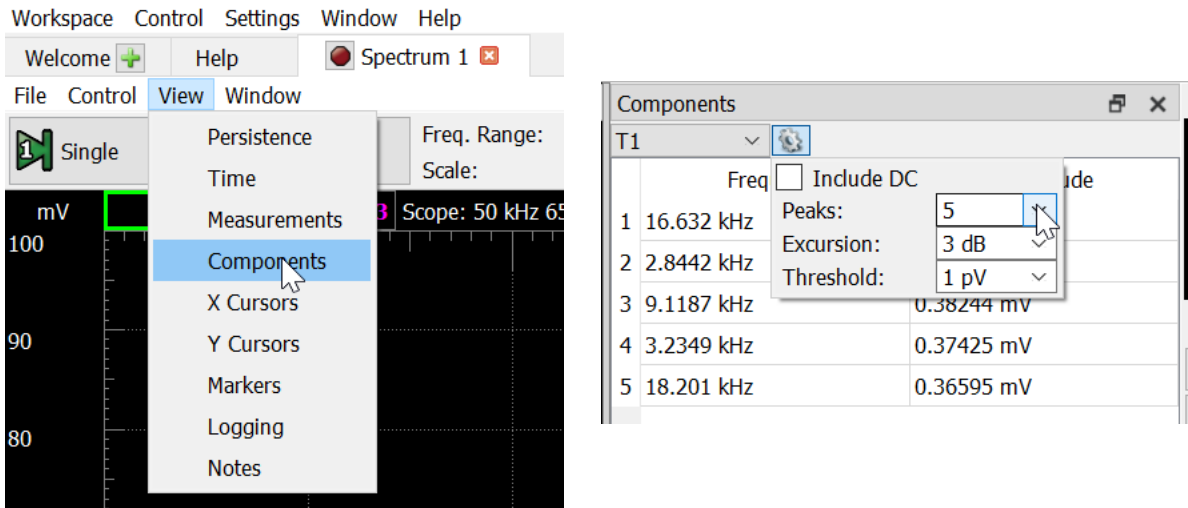 Workspace Control Settings Window Help
Welcome Help Spectrum 1
File Control View Window
1 Single
Freq. Range:
Scale:
mV
3 Scope: 50 kHz
100
90
80
Persistence
Time
Measurements
Components
X Cursors
Y Cursors
Markers
Logging
Notes
Components
T1
Include DC
Peaks: 5
Excursion: 3 dB
Threshold: 1 pV
Freq
1 16.632 kHz
2 2.8442 kHz
3 9.1187 kHz 0.38244 mV
4 3.2349 kHz 0.37425 mV
5 18.201 kHz 0.36595 mV